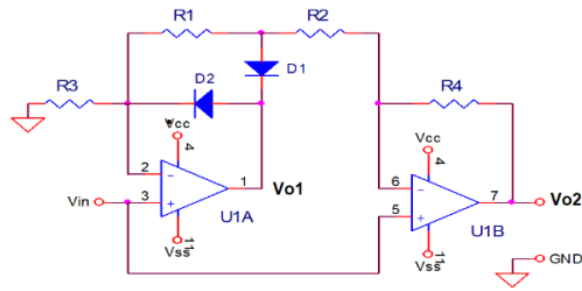 R1 R2
R3 D2 D1 R4
Vcc Vcc
4 4
2 − 1 Vo1 6 − 7 Vo2
Vin 3 + U1A 5 + U1B
11 11
Vss Vss GND